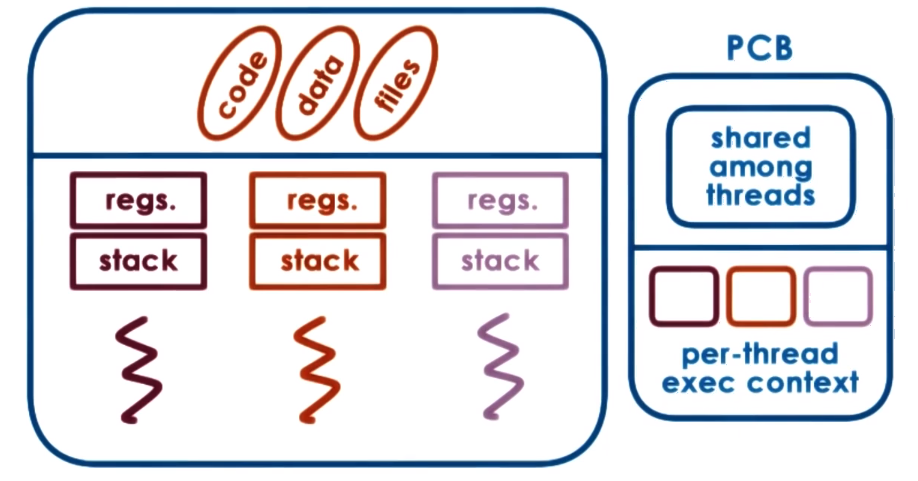 code
data
files
regs.
stack
regs.
stack
regs.
stack
PCB
shared
among
threads
per-thread
exec context